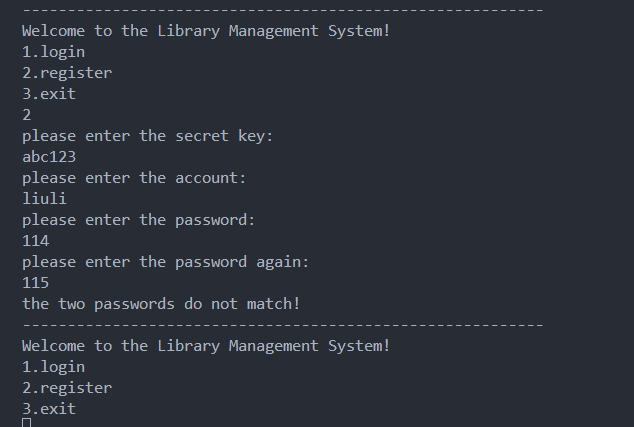 ----------------------------------------------------------
Welcome to the Library Management System!
1.login
2.register
3.exit
2
please enter the secret key:
abc123
please enter the account:
liuli
please enter the password:
114
please enter the password again:
115
the two passwords do not match!
----------------------------------------------------------
Welcome to the Library Management System!
1.login
2.register
3.exit